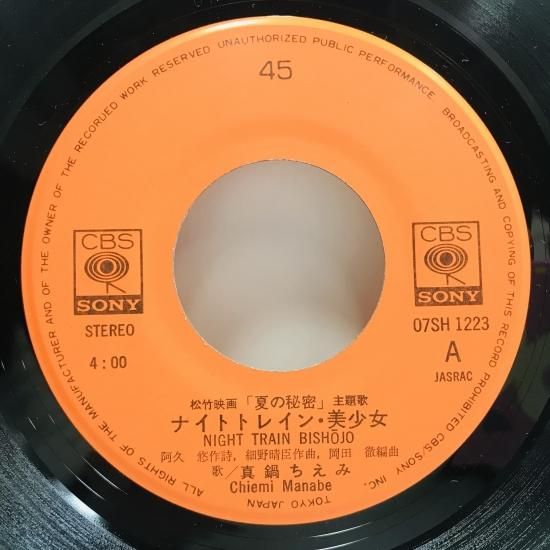 ALL RIGHTS OF THE MANUFACTURER AND OF THE OWNER OF THE RECORDED WORK RESERVED UNAUTHORIZED PUBLIC PERFORMANCE BROADCASTING AND COPYING OF THIS RECORD PROHIBITED CBS/SONY INC. TOKYO JAPAN
45
CBS
SONY
STEREO
4:00
CBS
SONY
07SH 1223
A
JASRAC
松竹映画「夏の秘密」主題歌
ナイトトレイン・美少女
NIGHT TRAIN BISHŌJO
阿久 悠作詩, 細野晴臣作曲, 岡田 徹編曲
歌/真鍋ちえみ
Chiemi Manabe